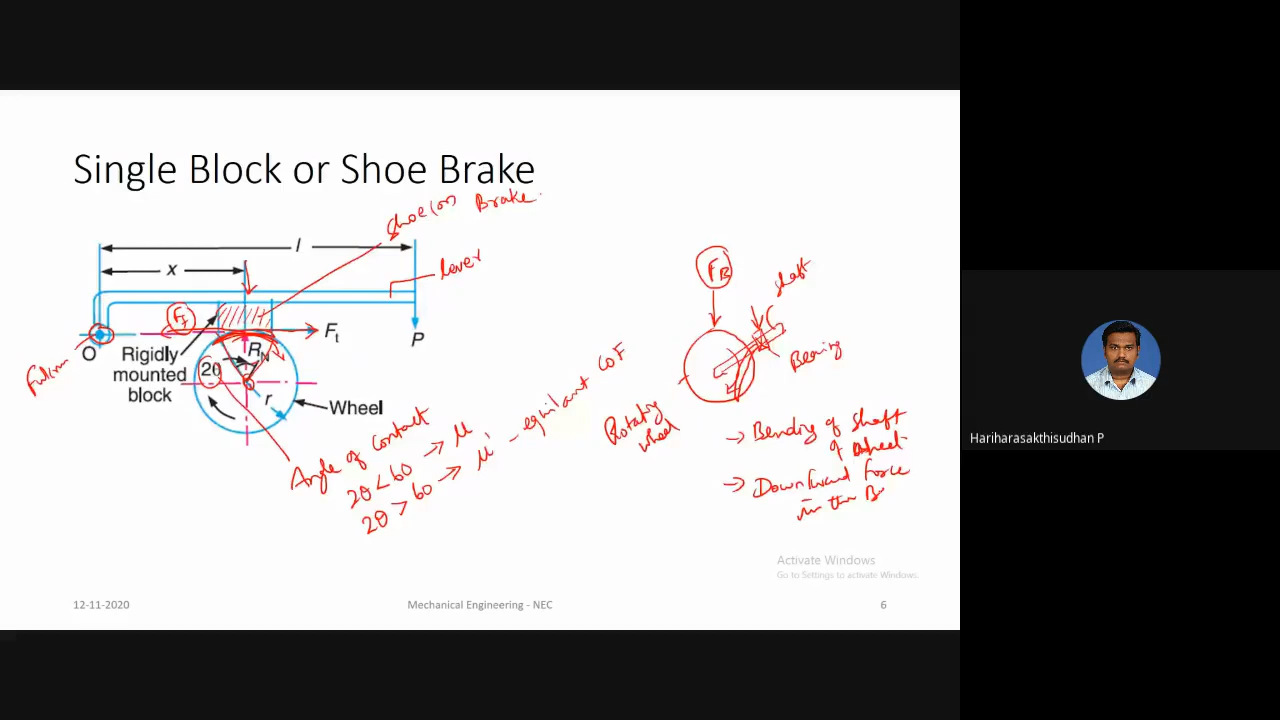 Single Block or Shoe Brake
Shoe (or) Brake.
l
x
lever
Ff
Ft
P
O
Fulcrum
Rigidly
mounted
block
RN
2θ
r
Wheel
Angle of contact
2θ < 60 → μ
2θ > 60 → μ' - equilant COF
FB
shaft
Bearing
Rotating
wheel
→ Bending of shaft
of wheel
→ Downward Force
in the B
Activate Windows
Go to Settings to activate Windows.
12-11-2020
Mechanical Engineering - NEC
6
Hariharasakthisudhan P